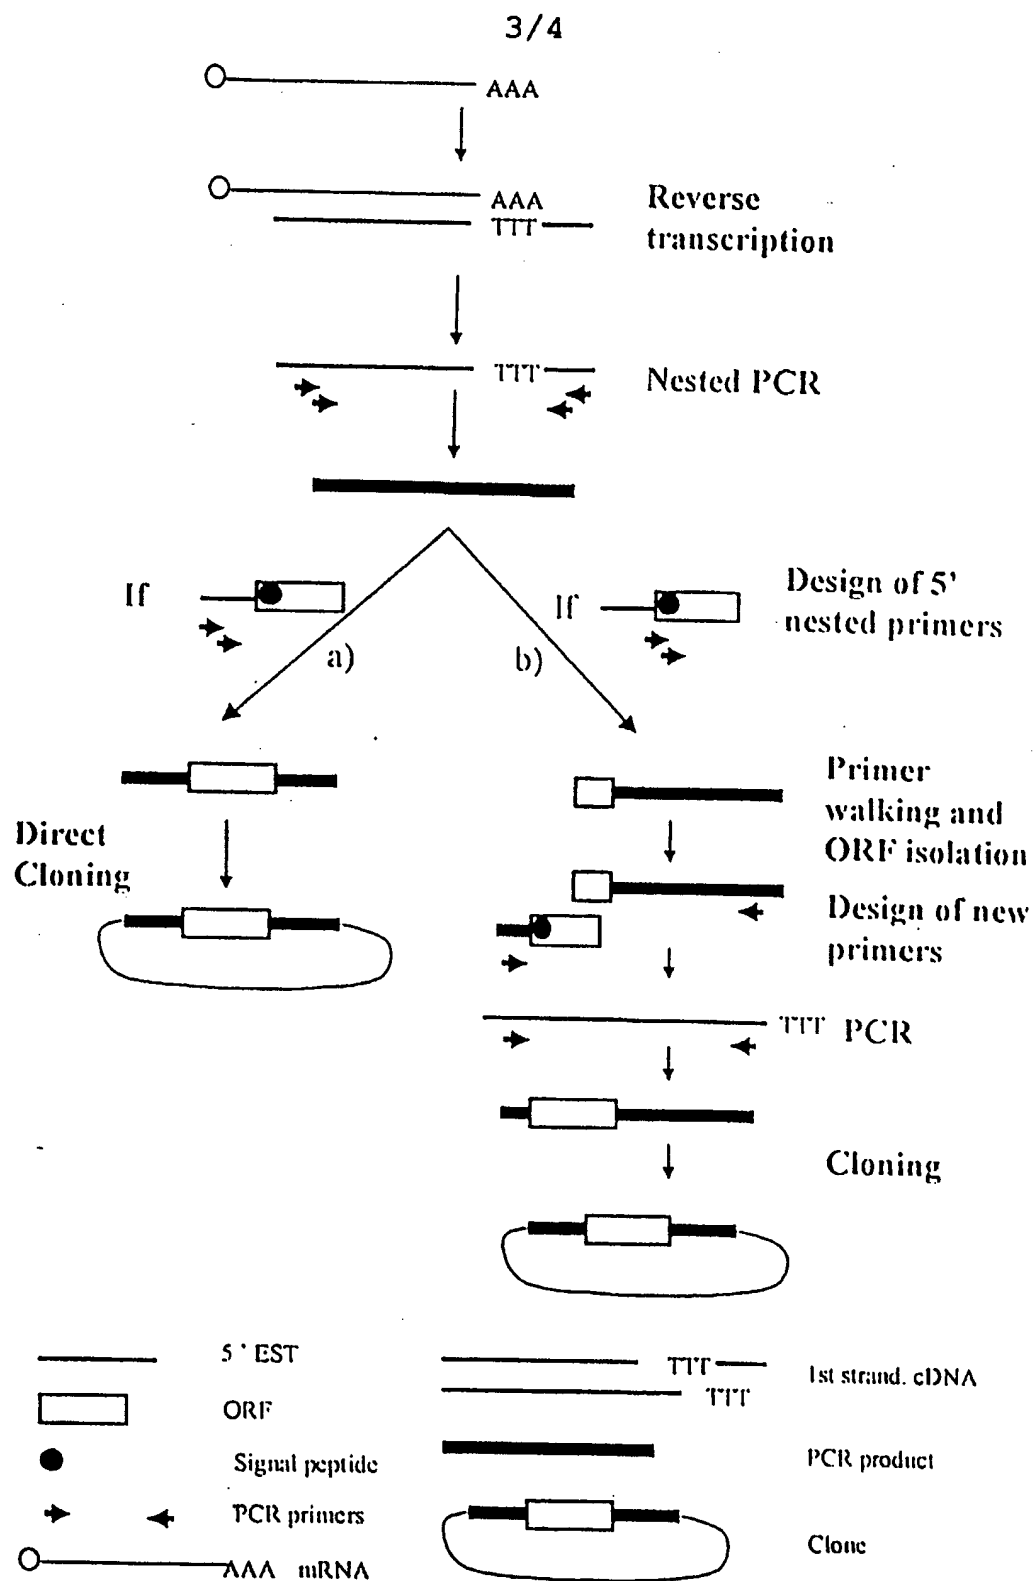 3/4
AAA
AAA
TTT
Reverse
transcription
TTT
Nested PCR
If
a)
If
b)
Design of 5'
nested primers
Direct
Cloning
Primer
walking and
ORF isolation
Design of new
primers
TTT PCR
Cloning
5' EST
ORF
Signal peptide
PCR primers
AAA mRNA
TTT
TTT
1st strand. cDNA
PCR product
Clone